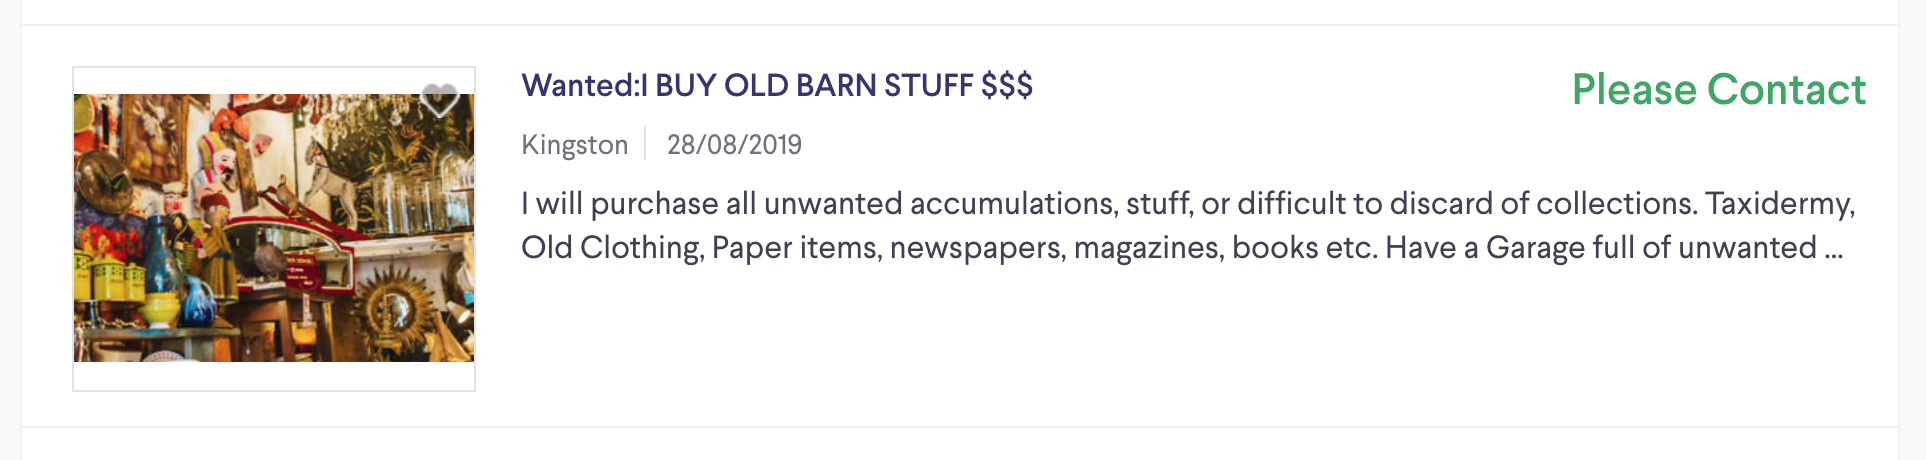 Wanted:I BUY OLD BARN STUFF $$$
Please Contact
Kingston
28/08/2019
I will purchase all unwanted accumulations, stuff, or difficult to discard of collections. Taxidermy,
Old Clothing, Paper items, newspapers, magazines, books etc. Have a Garage full of unwanted ...